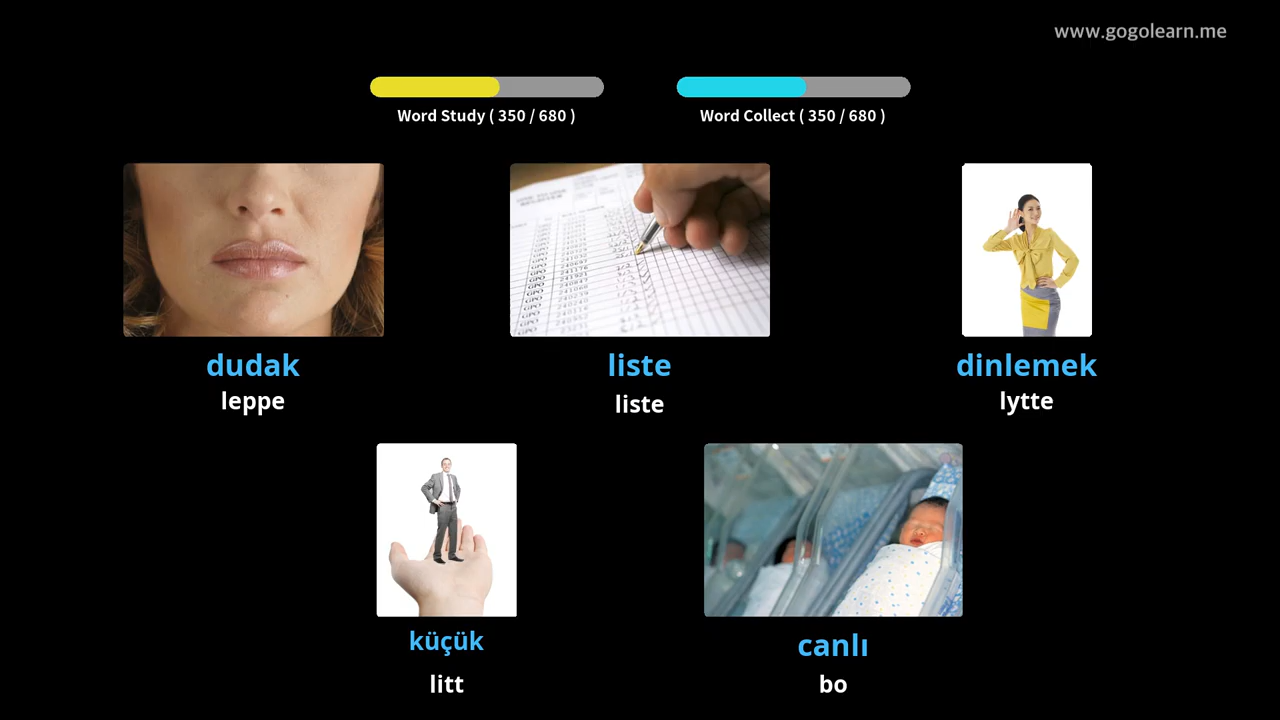 www.gogolearn.me
Word Study ( 350 / 680 )
Word Collect ( 350 / 680 )
dudak
leppe
liste
liste
dinlemek
lytte
küçük
litt
canlı
bo